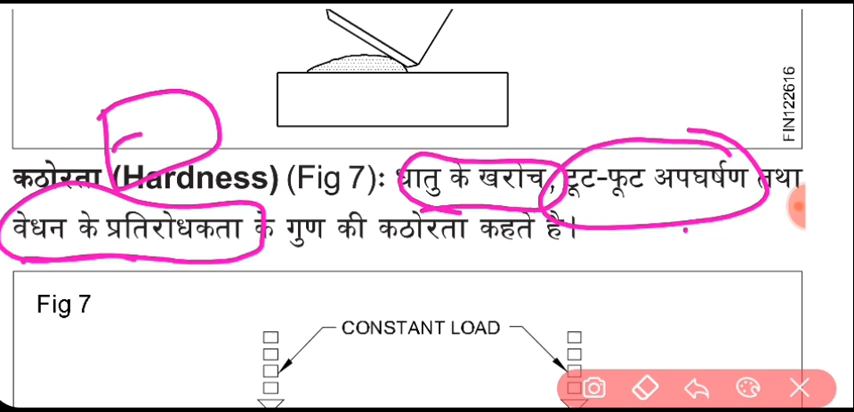 FIN122616
कठोरता (Hardness) (Fig 7): धातु के खरोंच, टूट-फूट अपघर्षण तथा
वेधन के प्रतिरोधकता के गुण की कठोरता कहते है।
Fig 7
CONSTANT LOAD